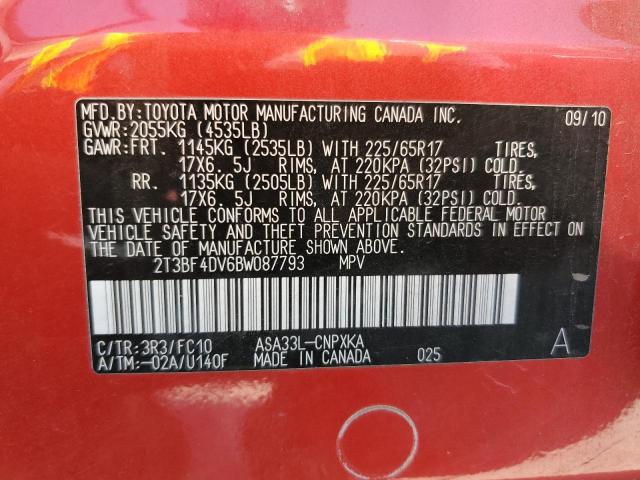 MFD.BY:TOYOTA MOTOR MANUFACTURING CANADA INC. 09/10
GVWR:2055KG (4535LB)
GAWR:FRT. 1145KG (2535LB) WITH 225/65R17 TIRES,
17X6. 5J RIMS, AT 220KPA (32PSI) COLD.
RR. 1135KG (2505LB) WITH 225/65R17 TIRES,
17X6. 5J RIMS, AT 220KPA (32PSI) COLD.
THIS VEHICLE CONFORMS TO ALL APPLICABLE FEDERAL MOTOR
VEHICLE SAFETY AND THEFT PREVENTION STANDARDS IN EFFECT ON
THE DATE OF MANUFACTURE SHOWN ABOVE.
2T3BF4DV6BW087793 MPV
C/TR:3R3/FC10 ASA33L-CNPXKA A
A/TM:-02A/U140F MADE IN CANADA 025